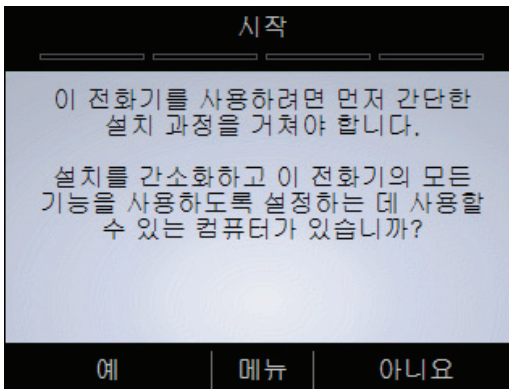 시작
이 전화기를 사용하려면 먼저 간단한
설치 과정을 거쳐야 합니다.
설치를 간소화하고 이 전화기의 모든
기능을 사용하도록 설정하는 데 사용할
수 있는 컴퓨터가 있습니까?
예 메뉴 아니요